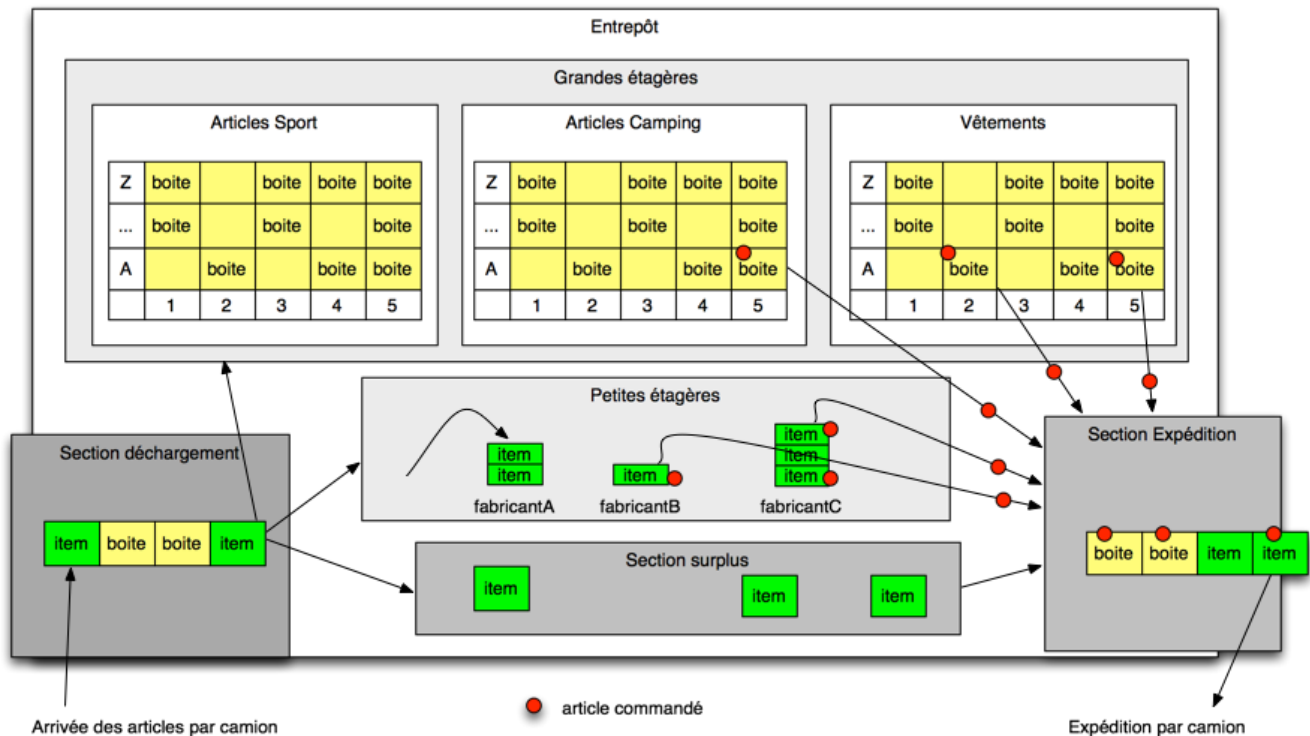 Entrepôt
Grandes étagères
Articles Sport
Z boite boite boite boite
... boite boite boite
A boite boite boite
1 2 3 4 5
Articles Camping
Z boite boite boite boite
... boite boite boite
A boite boite boite
1 2 3 4 5
Vêtements
Z boite boite boite boite
... boite boite boite
A boite boite boite
1 2 3 4 5
Section déchargement
item boite boite item
Petites étagères
item
item
fabricantA
item
fabricantB
item
item
item
fabricantC
Section surplus
item item item
Section Expédition
boite boite item item
Arrivée des articles par camion
article commandé
Expédition par camion